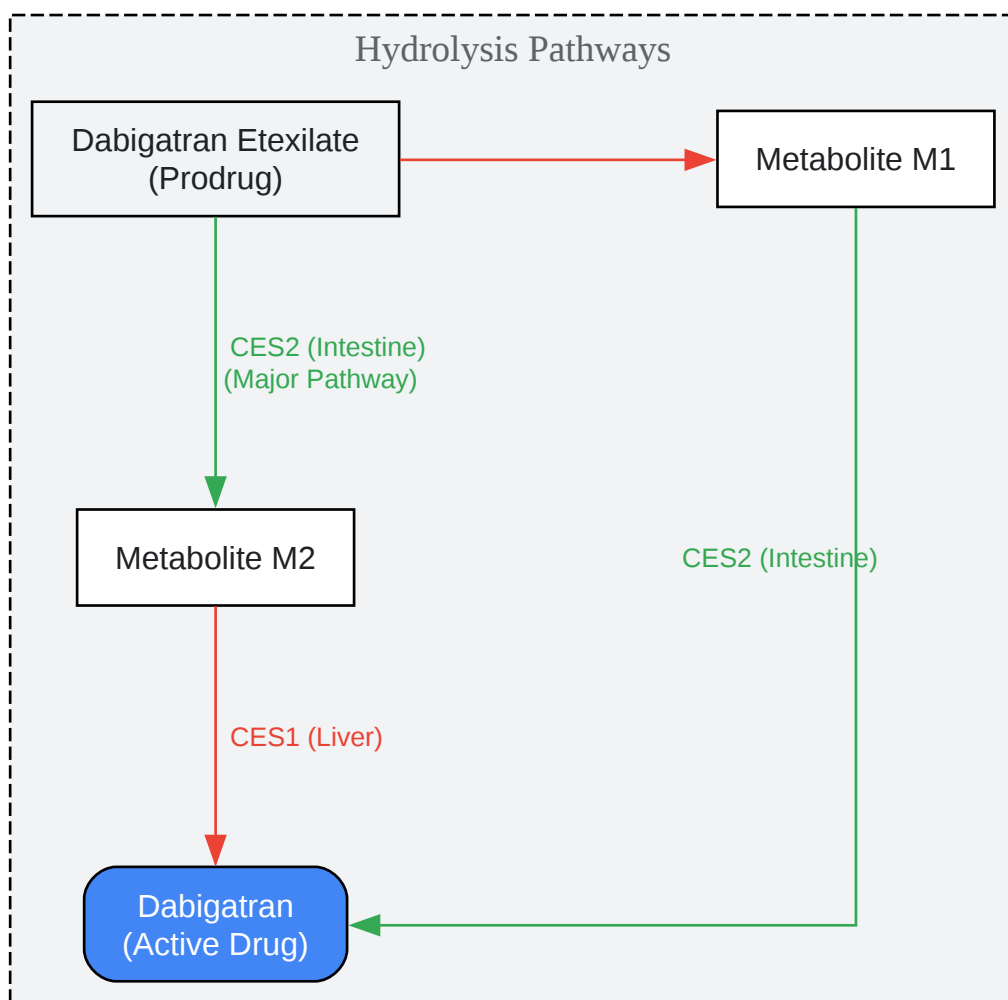 Hydrolysis Pathways
Dabigatran Etexilate
(Prodrug)
Metabolite M1
CES2 (Intestine)
(Major Pathway)
Metabolite M2
CES2 (Intestine)
CES1 (Liver)
Dabigatran
(Active Drug)